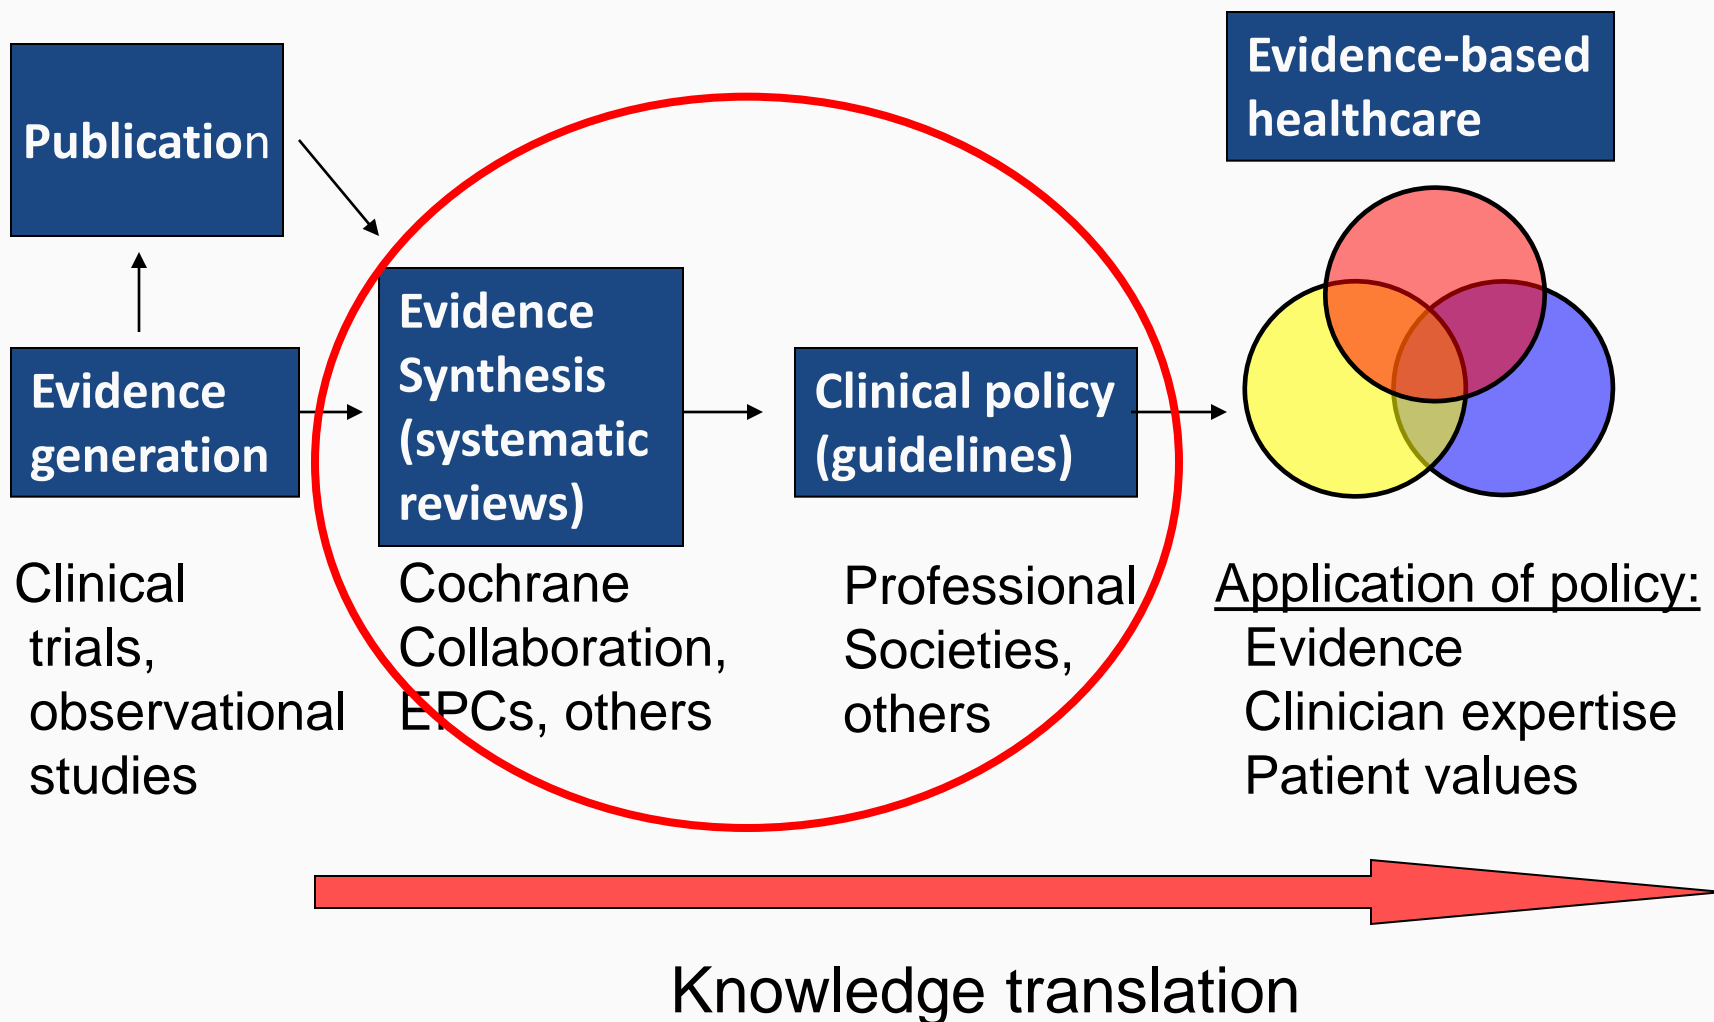 Publication
Evidence
generation
Clinical
trials,
observational
studies
Evidence
Synthesis
(systematic
reviews)
Cochrane
Collaboration,
EPCs, others
Clinical policy
(guidelines)
Professional
Societies,
others
Evidence-based
healthcare
Application of policy:
Evidence
Clinician expertise
Patient values
Knowledge translation